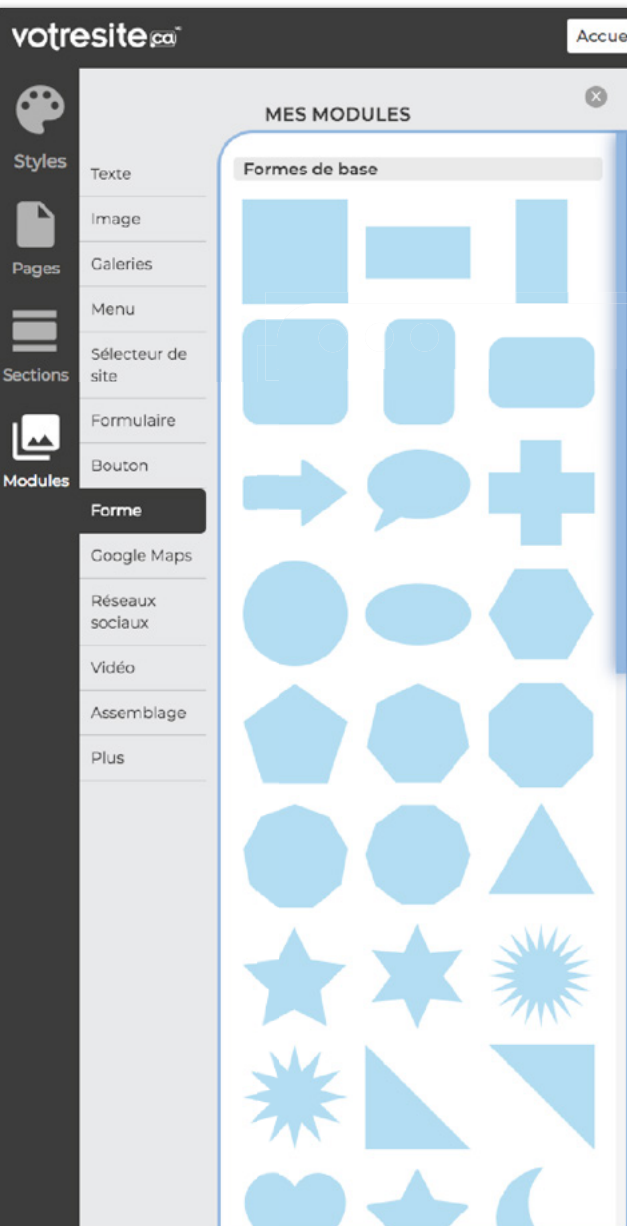 votresite.ca
Accue
MES MODULES
Styles
Pages
Sections
Modules
Texte
Image
Galeries
Menu
Sélecteur de
site
Formulaire
Bouton
Forme
Google Maps
Réseaux
sociaux
Vidéo
Assemblage
Plus
Formes de base